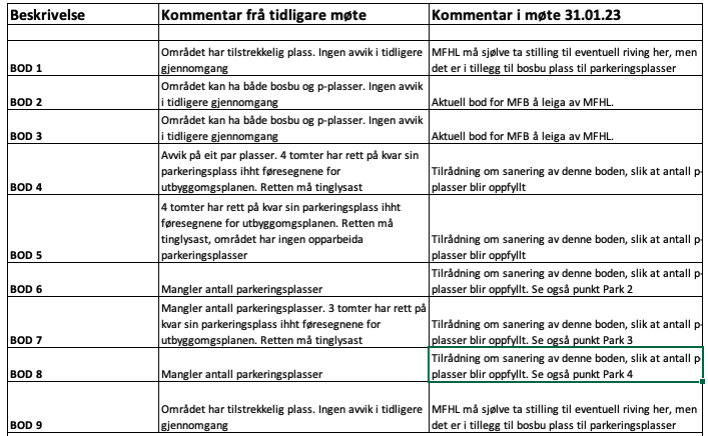 Beskrivelse Kommentar frå tidligare møte Kommentar i møte 31.01.23
BOD 1
Området har tilstrekkelig plass. Ingen avvik i tidligere
gjennomgang
MFHL må sjølve ta stilling til eventuell riving her, men
det er i tillegg til bosbu plass til parkeringsplasser
BOD 2
Området kan ha både bosbu og p-plasser. Ingen avvik
i tidligere gjennomgang
Aktuell bod for MFB å leiga av MFHL.
BOD 3
Området kan ha både bosbu og p-plasser. Ingen avvik
i tidligere gjennomgang
Aktuell bod for MFB å leiga av MFHL.
BOD 4
Avvik på eit par plasser. 4 tomter har rett på kvar sin
parkeringsplass ihht føresegnene for
utbyggomsplanen. Retten må tinglysast
Tilrådning om sanering av denne boden, slik at antall p-
plasser blir oppfyllt
BOD 5
4 tomter har rett på kvar sin parkeringsplass ihht
føresegnene for utbyggomgsplanen. Retten må
tinglysast, området har ingen opparbeida
parkeringsplasser
Tilrådning om sanering av denne boden, slik at antall p-
plasser blir oppfyllt
BOD 6
Mangler antall parkeringsplasser
Tilrådning om sanering av denne boden, slik at antall p-
plasser blir oppfyllt. Se også punkt Park 2
BOD 7
Mangler antall parkeringsplasser. 3 tomter har rett på
kvar sin parkeringsplass ihht føresegnene for
utbygomgsplanen. Retten må tinglysast
Tilrådning om sanering av denne boden, slik at antall p-
plasser blir oppfyllt. Se også punkt Park 3
BOD 8
Mangler antall parkeringsplasser
Tilrådning om sanering av denne boden, slik at antall p-
plasser blir oppfyllt. Se også punkt Park 4
BOD 9
Området har tilstrekkelig plass. Ingen avvik i tidligere
gjennomgang
MFHL må sjølve ta stilling til eventuell riving her, men
det er i tillegg til bosbu plass til parkeringsplasser